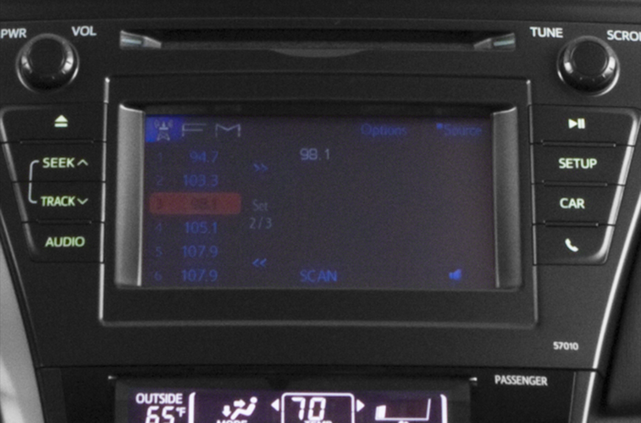 PWR VOL TUNE SCROL
FM Options Source
1 94.7 98.1
2 103.3
SEEK SETUP
3 98.1 Set
TRACK CAR
4 105.1 2/3
AUDIO
5 107.9
6 107.9 SCAN
57010
PASSENGER
OUTSIDE
65°F MODE 70